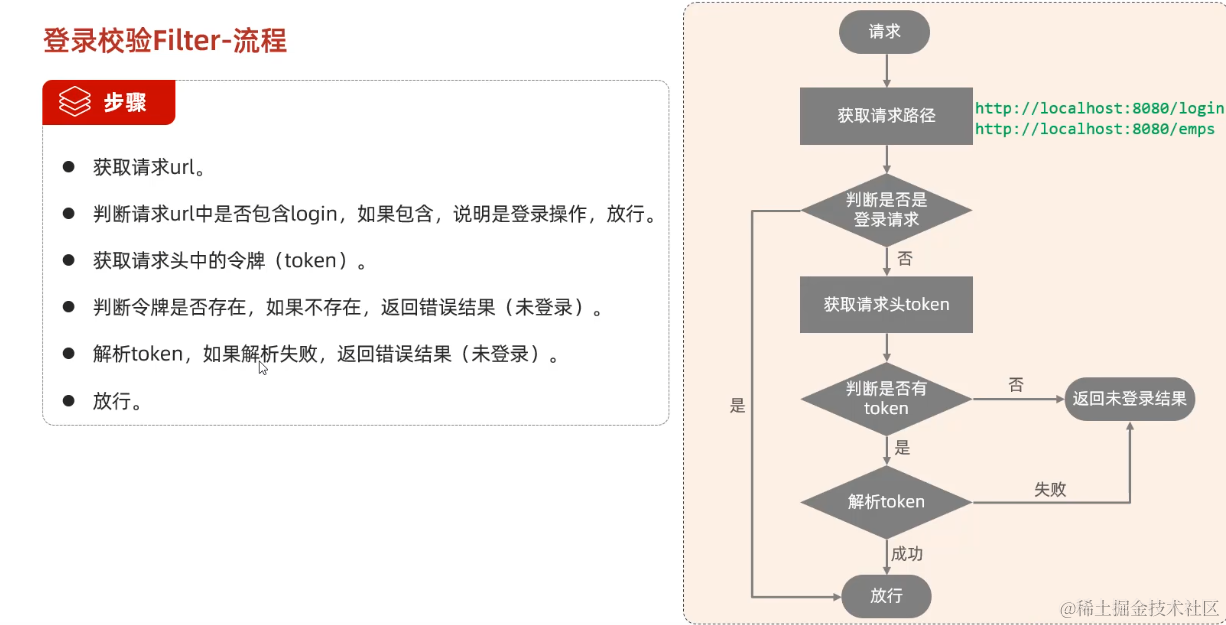 登录校验Filter-流程
步骤
获取请求url。
判断请求url中是否包含login，如果包含，说明是登录操作，放行。
获取请求头中的令牌（token）。
判断令牌是否存在，如果不存在，返回错误结果（未登录）。
解析token，如果解析失败，返回错误结果（未登录）。
放行。
请求
获取请求路径
http://localhost:8080/login
http://localhost:8080/emps
判断是否是
登录请求
否
获取请求头token
判断是否有
token
否
返回未登录结果
是
是
解析token
失败
成功
放行
@稀土掘金技术社区